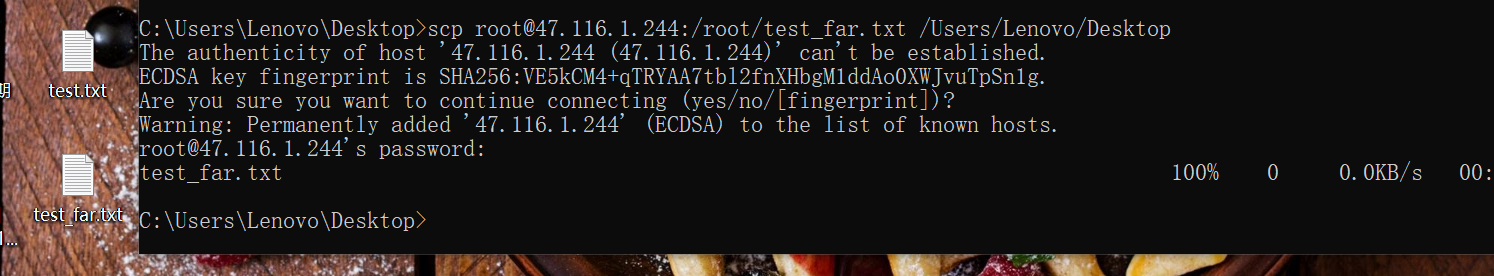 C:\Users\Lenovo\Desktop>scp root@47.116.1.244:/root/test_far.txt /Users/Lenovo/Desktop
The authenticity of host '47.116.1.244 (47.116.1.244)' can't be established.
ECDSA key fingerprint is SHA256:VE5kCM4+qTRYAA7tbl2fnXHbgM1ddAoOXWJvuTpSn1g.
Are you sure you want to continue connecting (yes/no/[fingerprint])?
Warning: Permanently added '47.116.1.244' (ECDSA) to the list of known hosts.
root@47.116.1.244's password:
test_far.txt 100% 0 0.0KB/s 00:
C:\Users\Lenovo\Desktop>
test.txt
test_far.txt